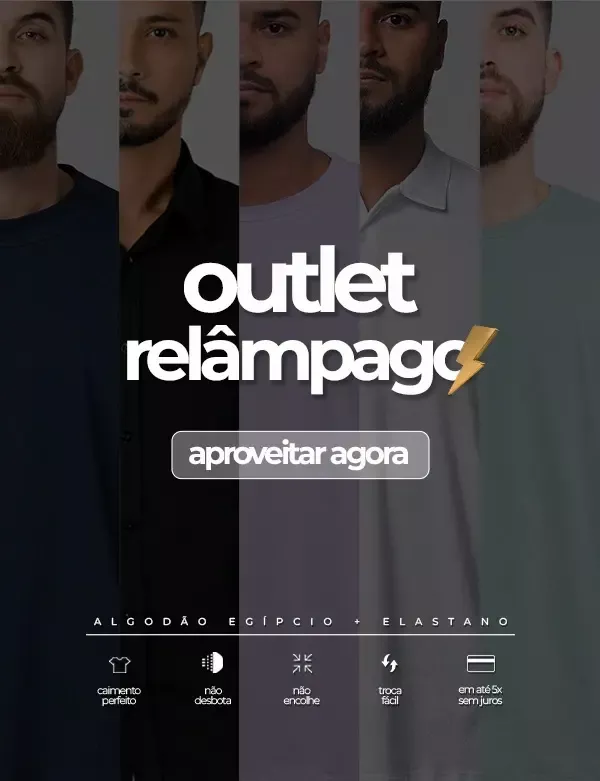 outlet
relâmpago
aproveitar agora
ALGODÃO EGÍPCIO + ELASTANO
caimento
perfeito
não
desbota
não
encolhe
troca
fácil
em até 5x
sem juros